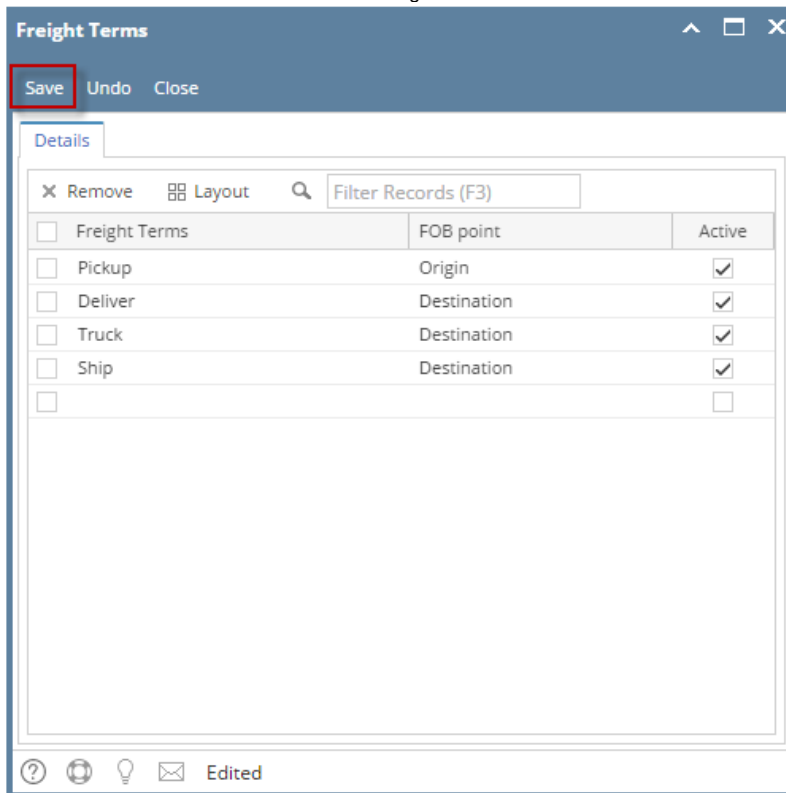 Freight Terms
Save Undo Close
Details
Remove Layout Filter Records (F3)
Freight Terms FOB point Active
Pickup Origin
Deliver Destination
Truck Destination
Ship Destination
Edited